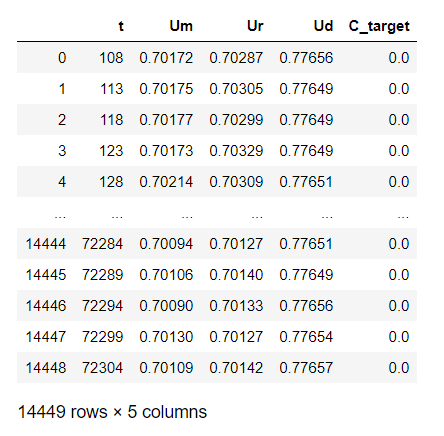 t Um Ur Ud C_target
0 108 0.70172 0.70287 0.77656 0.0
1 113 0.70175 0.70305 0.77649 0.0
2 118 0.70177 0.70299 0.77649 0.0
3 123 0.70173 0.70329 0.77649 0.0
4 128 0.70214 0.70309 0.77651 0.0
... ... ... ... ... ...
14444 72284 0.70094 0.70127 0.77651 0.0
14445 72289 0.70106 0.70140 0.77649 0.0
14446 72294 0.70090 0.70133 0.77656 0.0
14447 72299 0.70130 0.70127 0.77654 0.0
14448 72304 0.70109 0.70142 0.77657 0.0
14449 rows × 5 columns